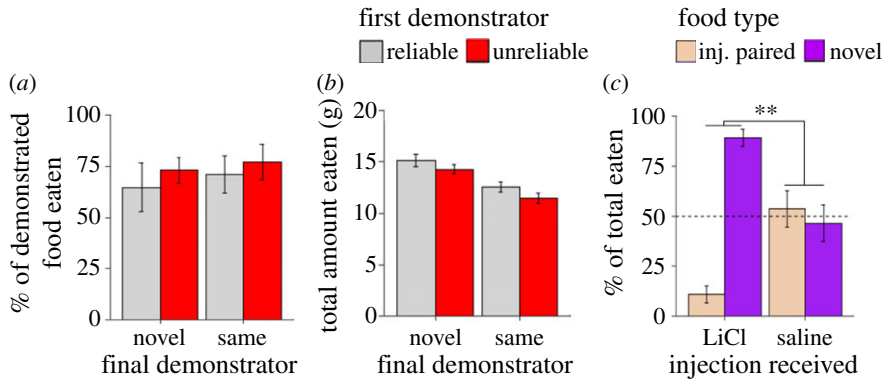 first demonstrator
reliable unreliable
food type
inj. paired novel
(a)
% of demonstrated
food eaten
100
75
50
25
0
novel same
final demonstrator
(b)
total amount eaten (g)
20
15
10
5
0
novel same
final demonstrator
(c)
% of total eaten
100
75
50
25
0
**
LiCl saline
injection received